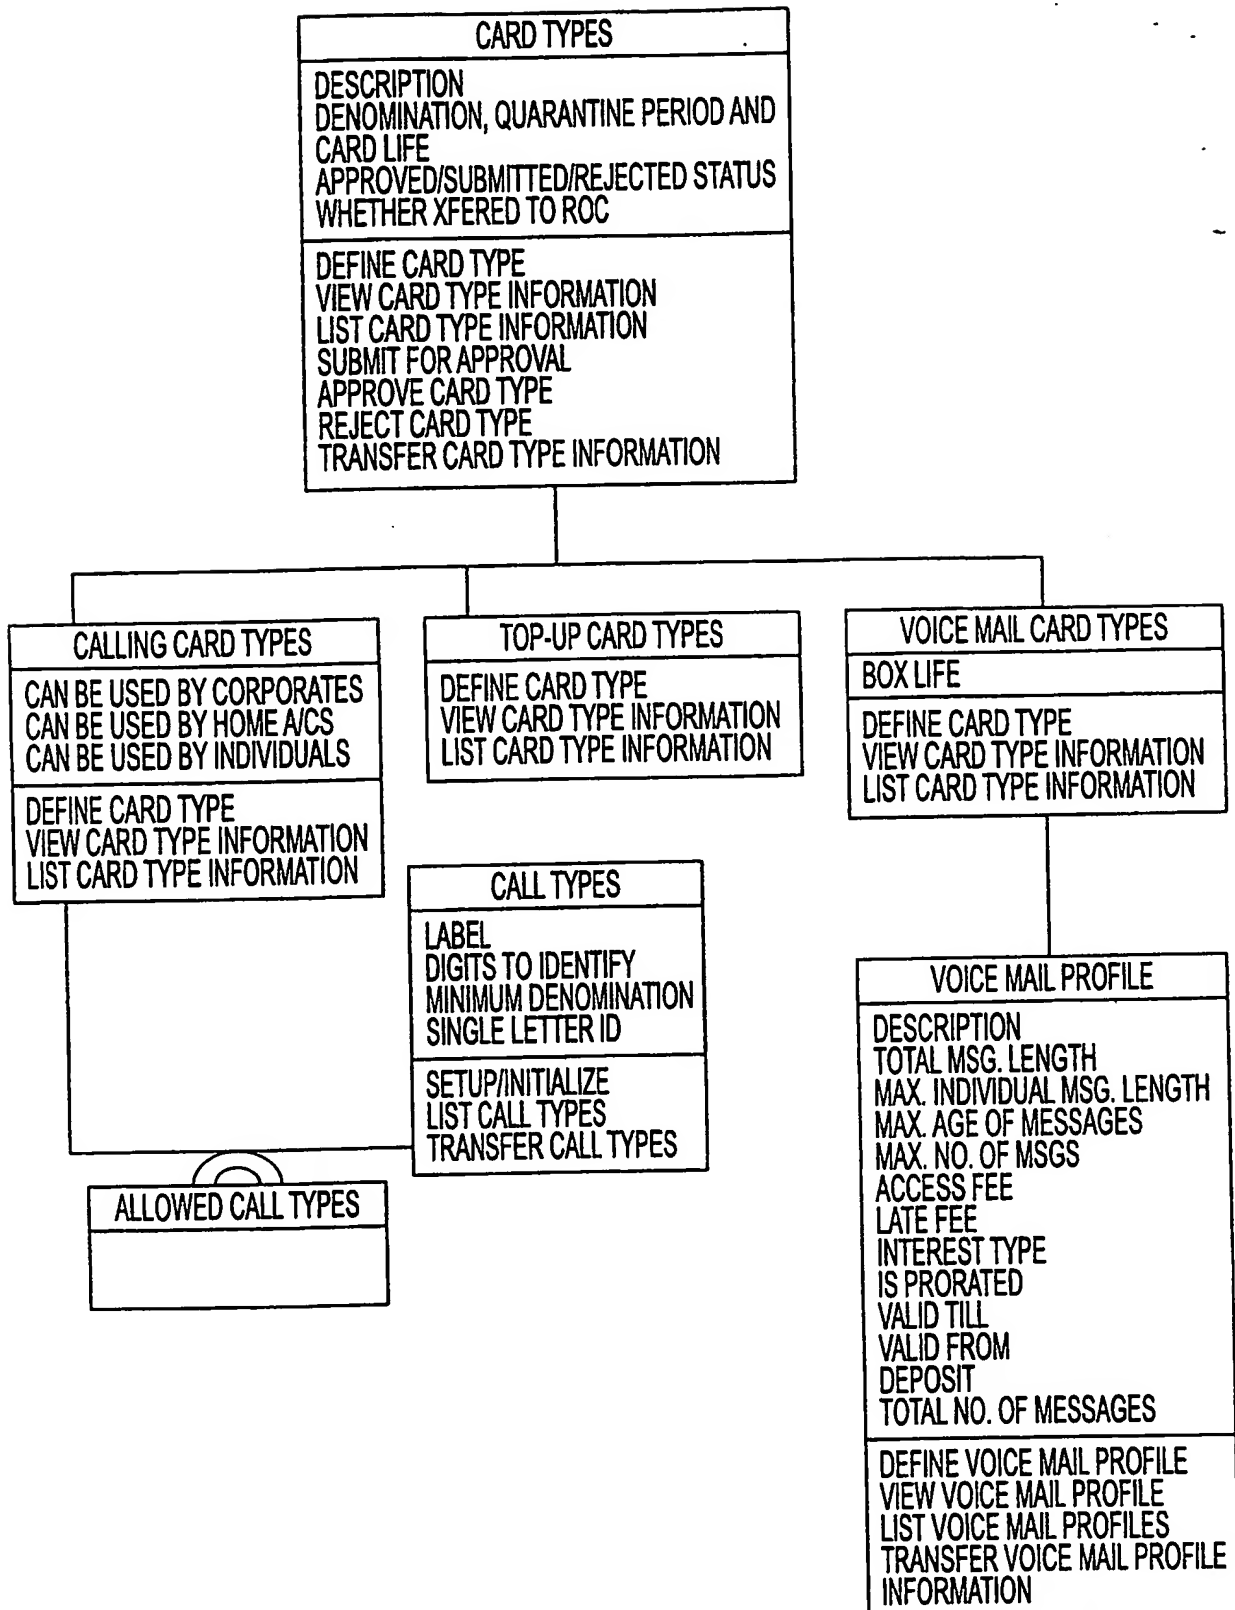 CARD TYPES
DESCRIPTION
DENOMINATION, QUARANTINE PERIOD AND
CARD LIFE
APPROVED/SUBMITTED/REJECTED STATUS
WHETHER XFERED TO ROC
DEFINE CARD TYPE
VIEW CARD TYPE INFORMATION
LIST CARD TYPE INFORMATION
SUBMIT FOR APPROVAL
APPROVE CARD TYPE
REJECT CARD TYPE
TRANSFER CARD TYPE INFORMATION
CALLING CARD TYPES
CAN BE USED BY CORPORATES
CAN BE USED BY HOME A/CS
CAN BE USED BY INDIVIDUALS
DEFINE CARD TYPE
VIEW CARD TYPE INFORMATION
LIST CARD TYPE INFORMATION
TOP-UP CARD TYPES
DEFINE CARD TYPE
VIEW CARD TYPE INFORMATION
LIST CARD TYPE INFORMATION
VOICE MAIL CARD TYPES
BOX LIFE
DEFINE CARD TYPE
VIEW CARD TYPE INFORMATION
LIST CARD TYPE INFORMATION
CALL TYPES
LABEL
DIGITS TO IDENTIFY
MINIMUM DENOMINATION
SINGLE LETTER ID
SETUP/INITIALIZE
LIST CALL TYPES
TRANSFER CALL TYPES
ALLOWED CALL TYPES
VOICE MAIL PROFILE
DESCRIPTION
TOTAL MSG. LENGTH
MAX. INDIVIDUAL MSG. LENGTH
MAX. AGE OF MESSAGES
MAX. NO. OF MSGS
ACCESS FEE
LATE FEE
INTEREST TYPE
IS PRORATED
VALID TILL
VALID FROM
DEPOSIT
TOTAL NO. OF MESSAGES
DEFINE VOICE MAIL PROFILE
VIEW VOICE MAIL PROFILE
LIST VOICE MAIL PROFILES
TRANSFER VOICE MAIL PROFILE
INFORMATION